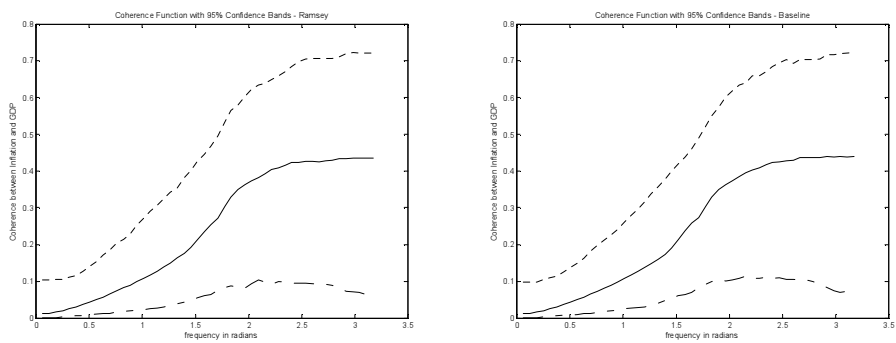 Coherence Function with 95% Confidence Bands - Ramsey
0.8
0.7
0.6
0.5
0.4
0.3
0.2
0.1
0
Coherence between Inflation and GDP
0 0.5 1 1.5 2 2.5 3 3.5
frequency in radians
Coherence Function with 95% Confidence Bands - Baseline
0.8
0.7
0.6
0.5
0.4
0.3
0.2
0.1
0
Coherence between Inflation and GDP
0 0.5 1 1.5 2 2.5 3 3.5
frequency in radians